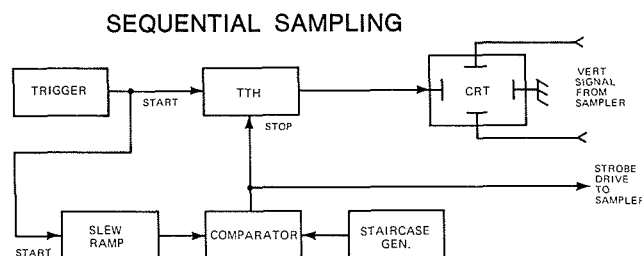 SEQUENTIAL SAMPLING
TRIGGER
START
TTH
CRT
VERT
SIGNAL
FROM
SAMPLER
STOP
STROBE
DRIVE
TO
SAMPLER
START
SLEW
RAMP
COMPARATOR
STAIRCASE
GEN.